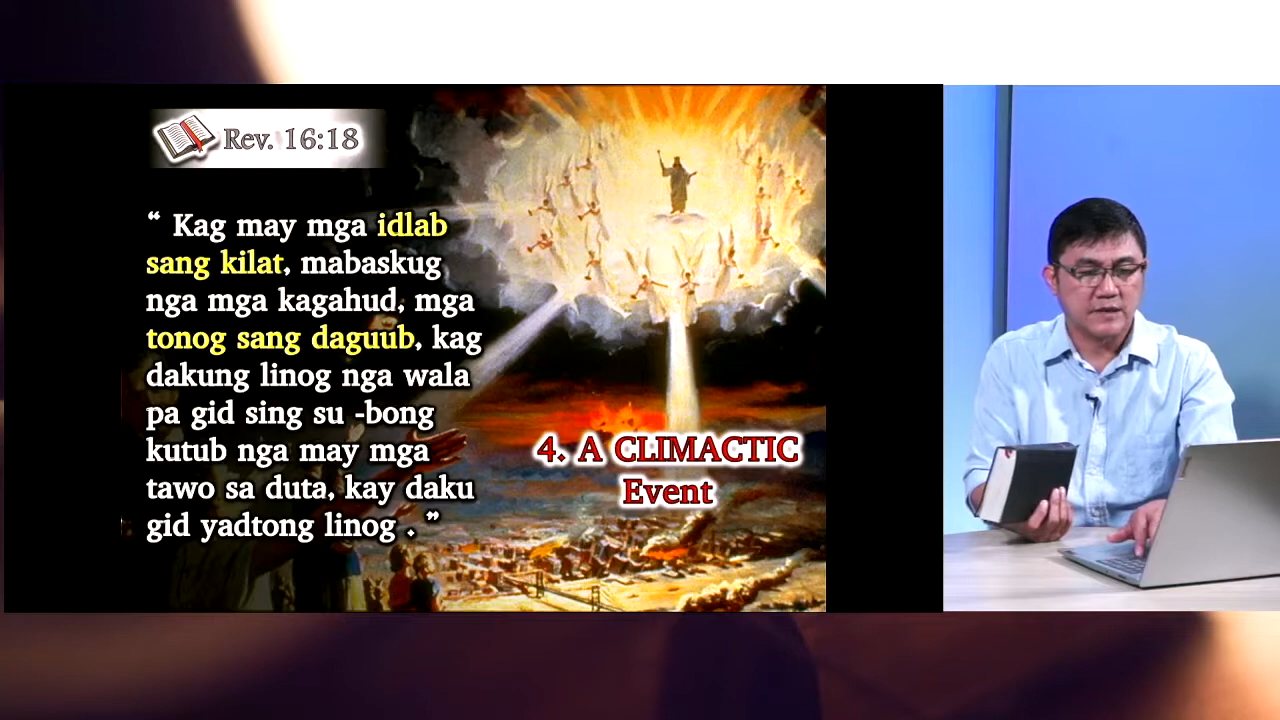 Rev. 16:18
“ Kag may mga idlab
sang kilat, mabaskug
nga mga kagahud, mga
tonog sang daguub, kag
dakung linog nga wala
pa gid sing su -bong
kutub nga may mga
tawo sa duta, kay daku
gid yadtong linog . ”
4. A CLIMACTIC
Event